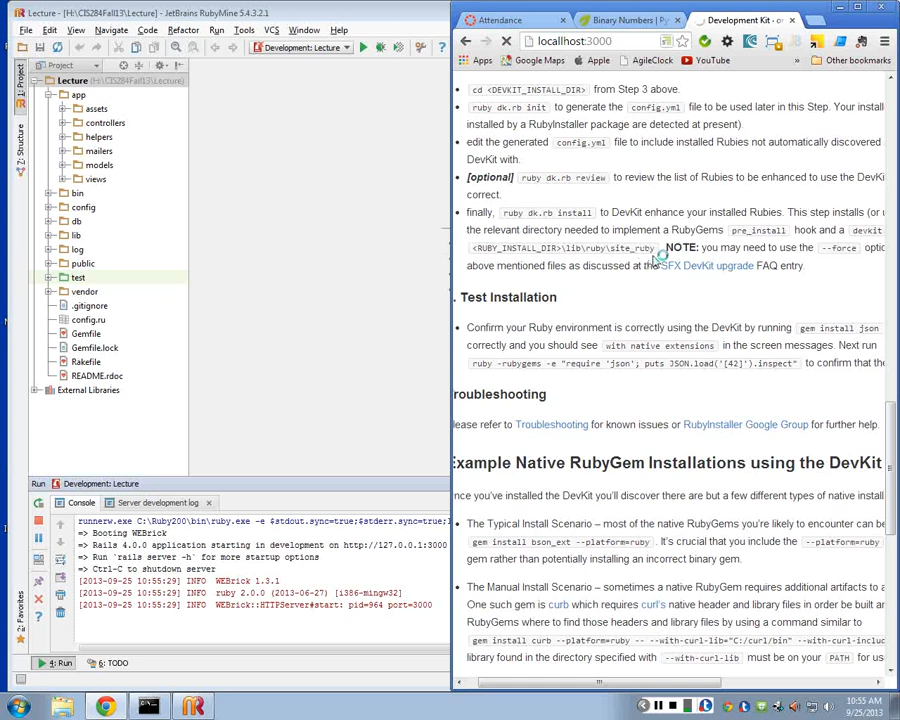 Lecture (H:\CIS284Fall13\...) - JetBrains RubyMine 5.4.3.2.1
File Edit View Navigate Code Refactor Run Tools VCS Window
Development: Lecture
Project
Lecture (H:\CIS284Fall13\
app
assets
controllers
helpers
mailers
models
views
bin
config
db
lib
log
public
test
vendor
.gitignore
config.ru
Gemfile
Gemfile.lock
Rakefile
README.rdoc
External Libraries
1: Project
Z: Structure
2: Favorites
Run Development: Lecture
Console Server development log
runnerw.exe C:\Ruby200\bin\ruby.exe -e $stdout.sync=true;$stderr.sync=true;
=> Booting WEBrick
=> Rails 4.0.0 application starting in development on http://127.0.0.1:3000
=> Run `rails server -h` for more startup options
=> Ctrl-C to shutdown server
[2013-09-25 10:55:29] INFO WEBrick 1.3.1
[2013-09-25 10:55:29] INFO ruby 2.0.0 (2013-06-27) [i386-mingw32]
[2013-09-25 10:55:29] INFO WEBrick::HTTPServer#start: pid=964 port=3000
4: Run 6: TODO
Attendance Binary Numbers | Py Development Kit · on
localhost:3000
Apps Google Maps Apple AgileClock YouTube » Other bookmarks
cd <DEVKIT_INSTALL_DIR> from Step 3 above.
ruby dk.rb init to generate the config.yml file to be used later in this Step. Your install
installed by a RubyInstaller package are detected at present).
edit the generated config.yml file to include installed Rubies not automatically discovered
DevKit with.
[optional] ruby dk.rb review to review the list of Rubies to be enhanced to use the DevKi
correct.
finally, ruby dk.rb install to DevKit enhance your installed Rubies. This step installs (or u
the relevant directory needed to implement a RubyGems pre_install hook and a devkit
<RUBY_INSTALL_DIR>\lib\ruby\site_ruby . NOTE: you may need to use the --force optio
above mentioned files as discussed at the SFX DevKit upgrade FAQ entry.
. Test Installation
Confirm your Ruby environment is correctly using the DevKit by running gem install json
correctly and you should see with native extensions in the screen messages. Next run
ruby -rubygems -e "require 'json'; puts JSON.load('[42]').inspect" to confirm that the
roubleshooting
lease refer to Troubleshooting for known issues or RubyInstaller Google Group for further help.
Example Native RubyGem Installations using the DevKit
nce you've installed the DevKit you'll discover there are but a few different types of native install
The Typical Install Scenario – most of the native RubyGems you're likely to encounter can be
gem install bson_ext --platform=ruby . It's crucial that you include the --platform=ruby
gem rather than potentially installing an incorrect binary gem.
The Manual Install Scenario – sometimes a native RubyGem requires additional artifacts to a
One such gem is curb which requires curl's native header and library files in order be built a
RubyGems where to find those headers and library files by using a command similar to
gem install curb --platform=ruby -- --with-curl-lib="C:/curl/bin" --with-curl-inclu
library found in the directory specified with --with-curl-lib must be on your PATH for us
10:55 AM
9/25/2013